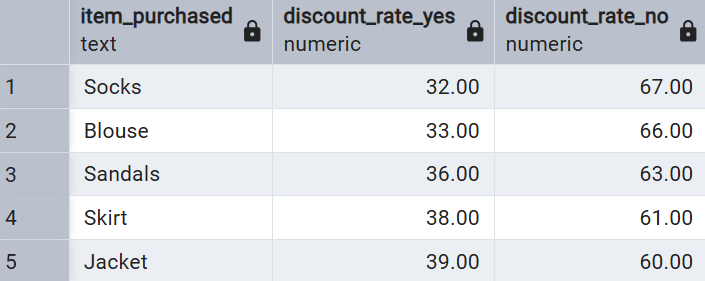 item_purchased discount_rate_yes discount_rate_no
text numeric numeric
1 Socks 32.00 67.00
2 Blouse 33.00 66.00
3 Sandals 36.00 63.00
4 Skirt 38.00 61.00
5 Jacket 39.00 60.00